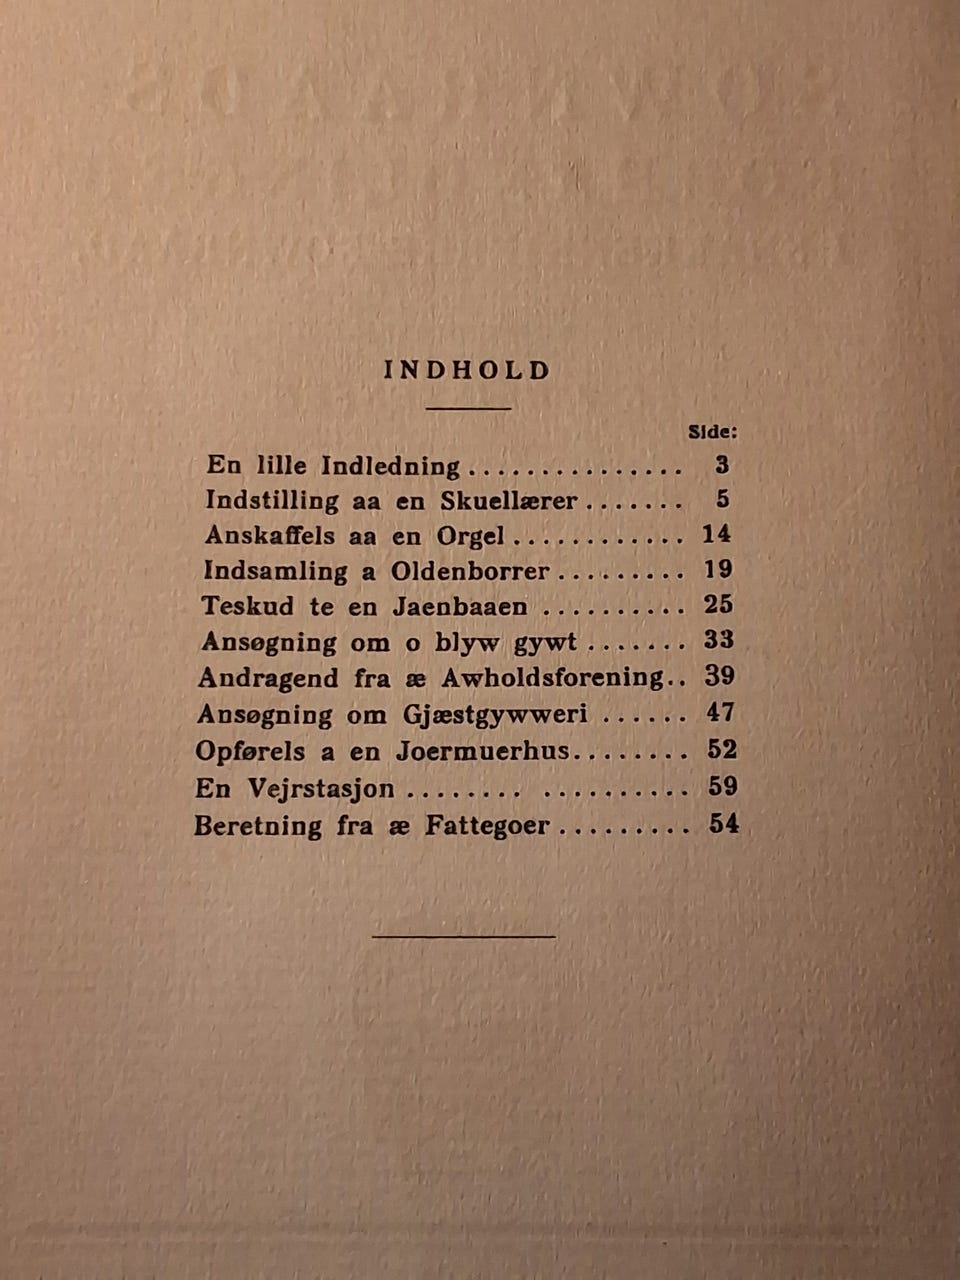 INDHOLD
Side:
En lille Indledning............... 3
Indstilling aa en Skuellærer....... 5
Anskaffels aa en Orgel............ 14
Indsamling a Oldenborrer......... 19
Teskud te en Jaenbaaen .......... 25
Ansøgning om o blyw gywt....... 33
Andragend fra æ Awholdsforening.. 39
Ansøgning om Gjæstgywweri ...... 47
Opførels a en Joermuerhus........ 52
En Vejrstasjon ........ .......... 59
Beretning fra æ Fattegoer......... 54